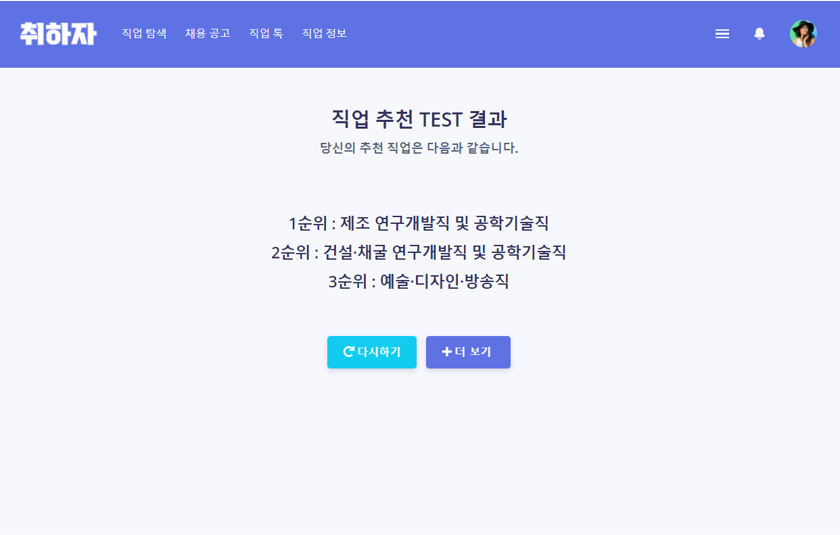 취하자 직업 탐색 채용 공고 직업 톡 직업 정보
직업 추천 TEST 결과
당신의 추천 직업은 다음과 같습니다.
1순위 : 제조 연구개발직 및 공학기술직
2순위 : 건설·채굴 연구개발직 및 공학기술직
3순위 : 예술·디자인·방송직
다시하기 더 보기